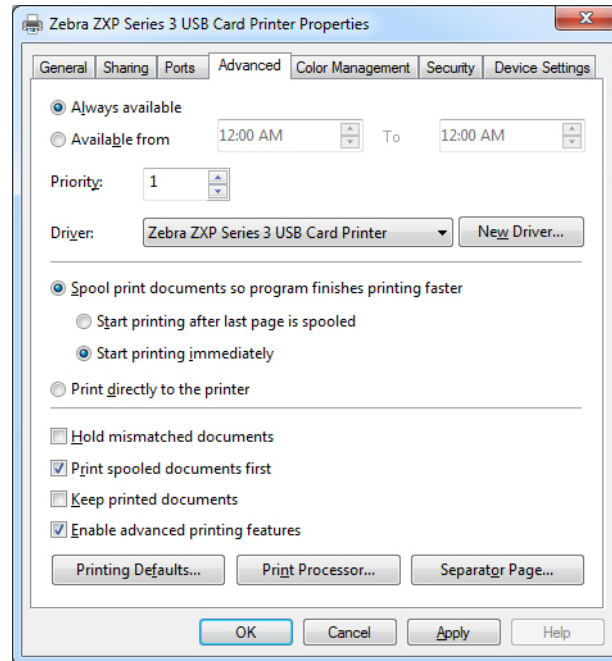 Zebra ZXP Series 3 USB Card Printer Properties
General Sharing Ports Advanced Color Management Security Device Settings
Always available
Available from 12:00 AM To 12:00 AM
Priority: 1
Driver: Zebra ZXP Series 3 USB Card Printer New Driver...
Spool print documents so program finishes printing faster
Start printing after last page is spooled
Start printing immediately
Print directly to the printer
Hold mismatched documents
Print spooled documents first
Keep printed documents
Enable advanced printing features
Printing Defaults... Print Processor... Separator Page...
OK Cancel Apply Help